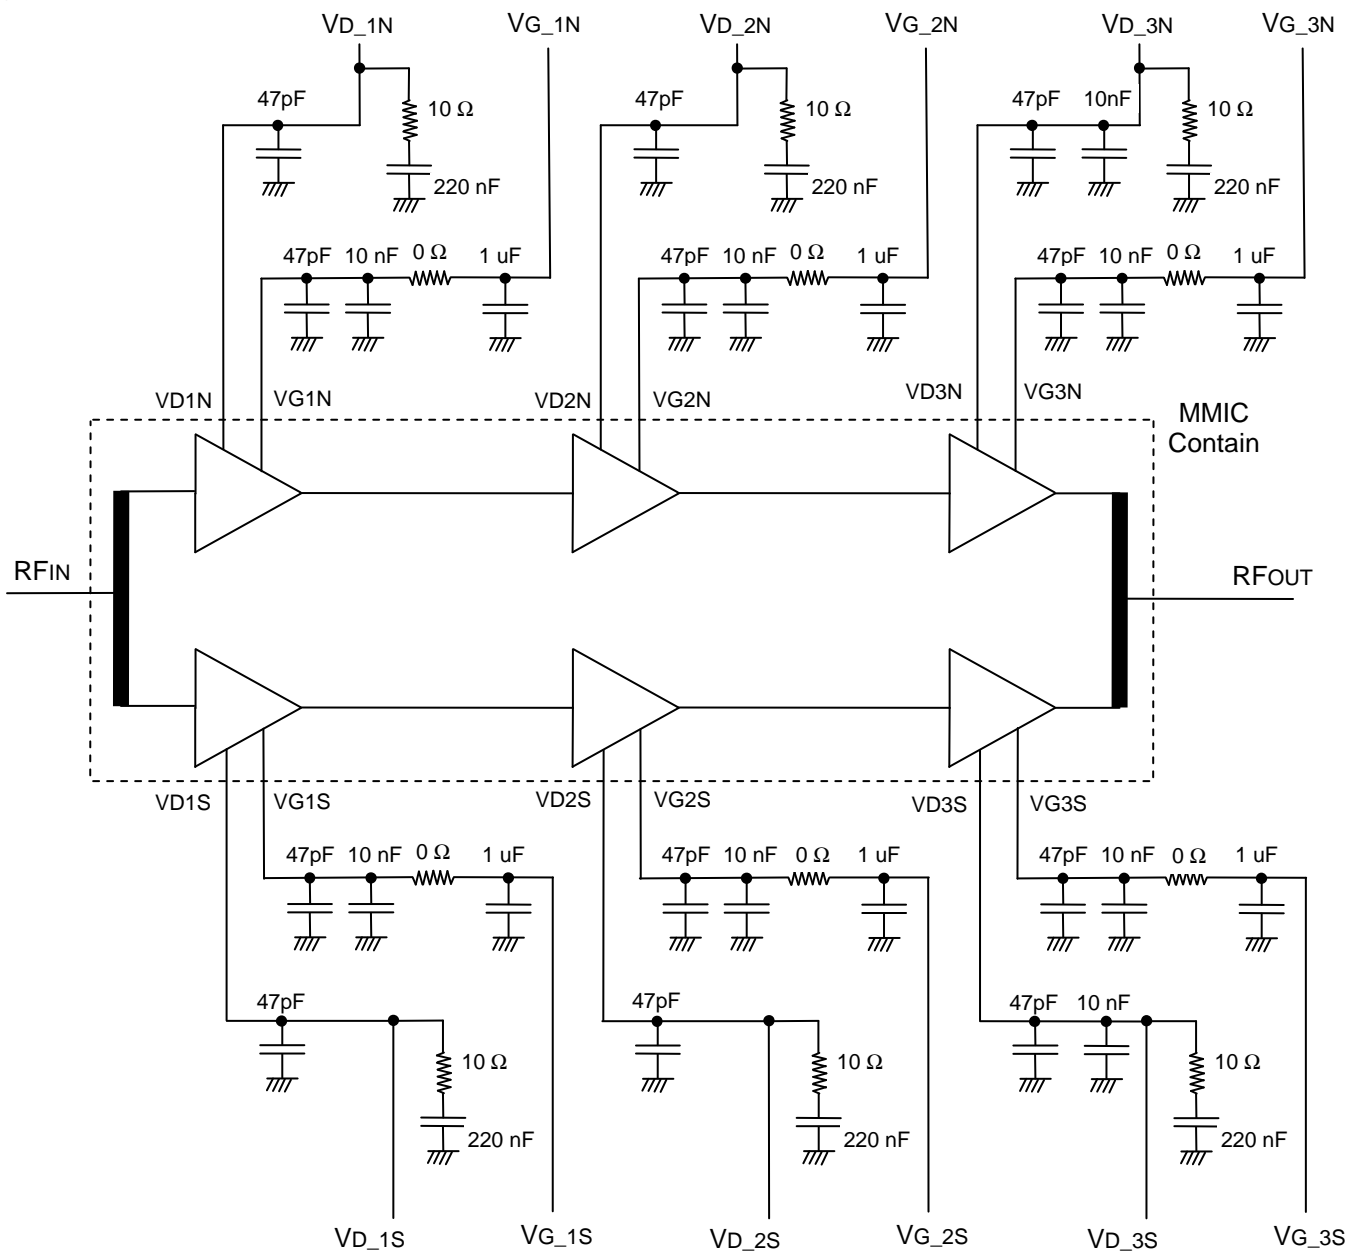 VD_1N VG_1N VD_2N VG_2N VD_3N VG_3N
47pF 10 Ω 47pF 10 Ω 47pF 10nF 10 Ω
220 nF 220 nF 220 nF
47pF 10 nF 0 Ω 1 uF 47pF 10 nF 0 Ω 1 uF 47pF 10 nF 0 Ω 1 uF
VD1N VG1N VD2N VG2N VD3N VG3N
MMIC
Contain
RFIN RFOUT
VD1S VG1S VD2S VG2S VD3S VG3S
47pF 10 nF 0 Ω 1 uF 47pF 10 nF 0 Ω 1 uF 47pF 10 nF 0 Ω 1 uF
47pF 47pF 47pF 10 nF
10 Ω 10 Ω 10 Ω
220 nF 220 nF 220 nF
VD_1S VG_1S VD_2S VG_2S VD_3S VG_3S